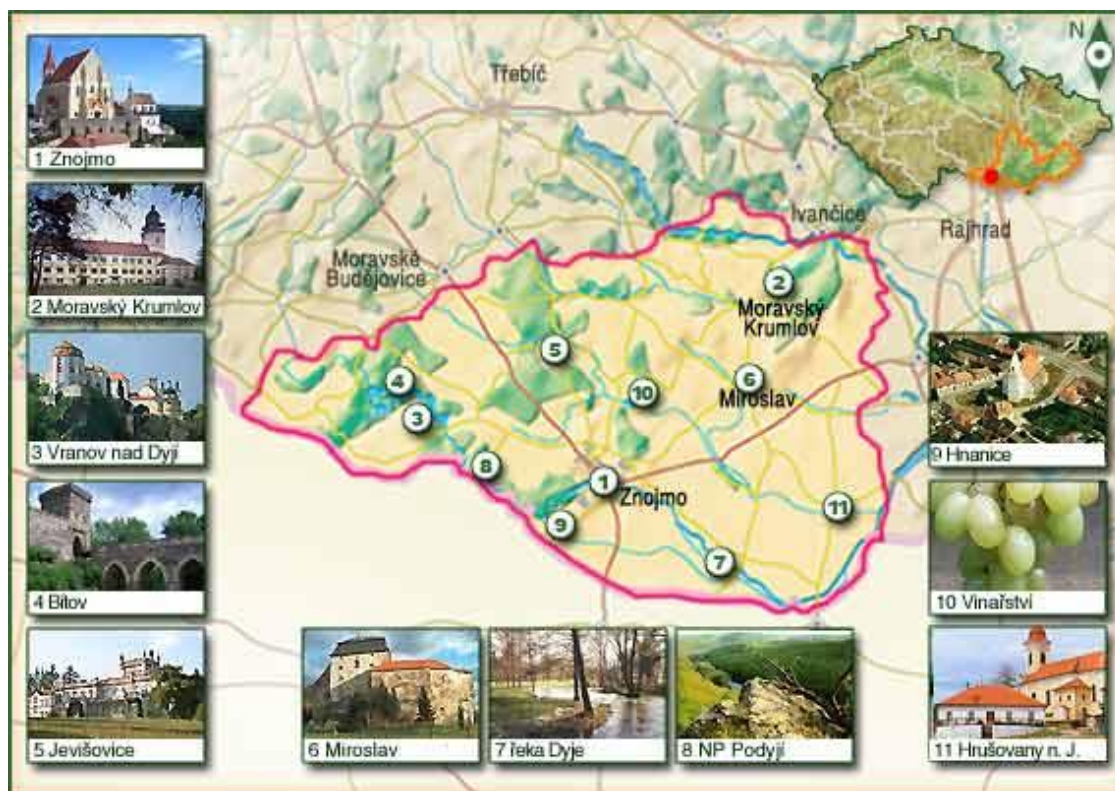 1 Znojmo
2 Moravský Krumlov
3 Vranov nad Dyjí
4 Bítov
5 Jevišovice
6 Miroslav
7 řeka Dyje
8 NP Podyjí
9 Hnanice
10 Vinařství
11 Hrušovany n. J.
N
Třebíč
Ivančice
Rajhrad
Moravské
Budějovice
2
Moravský
Krumlov
5
4
6
Miroslav
10
3
8
1
Znojmo
11
9
7